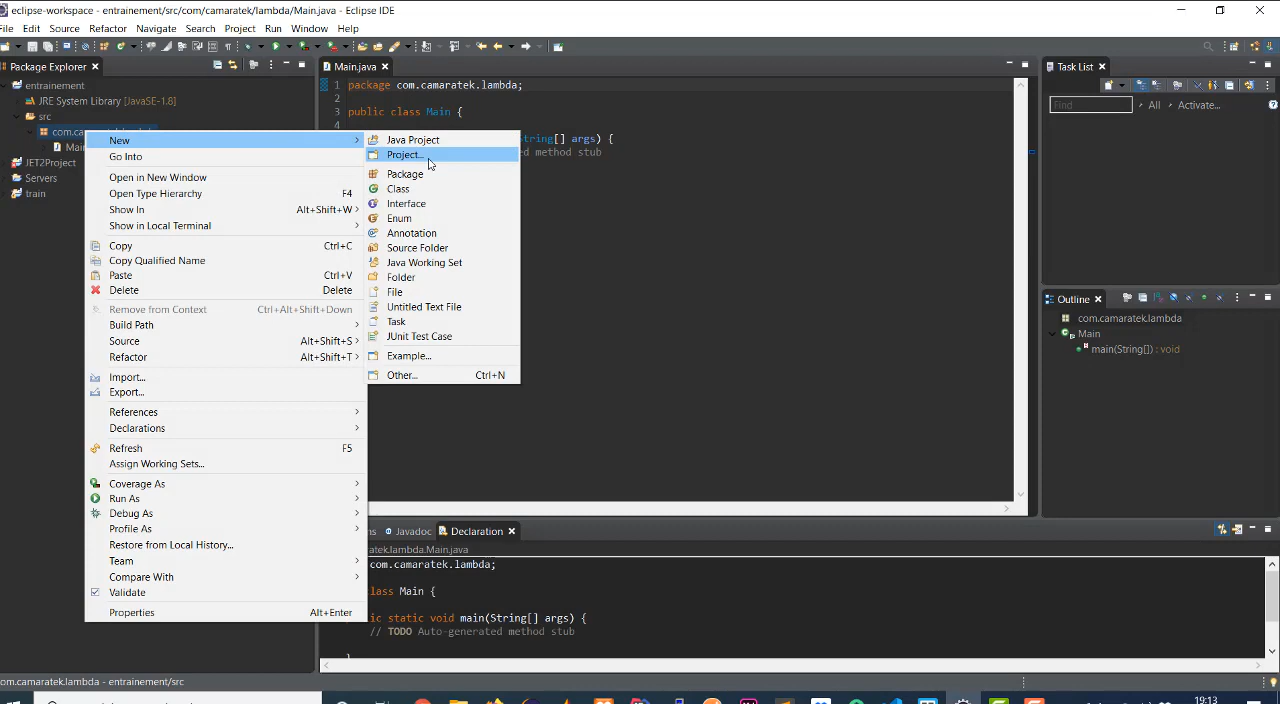 eclipse-workspace - entrainement/src/com/camaratek/lambda/Main.java - Eclipse IDE
File Edit Source Refactor Navigate Search Project Run Window Help
Package Explorer
entrainement
JRE System Library [JavaSE-1.8]
src
JET2Project
Servers
train
New
Go Into
Open in New Window
Open Type Hierarchy F4
Show In Alt+Shift+W
Show in Local Terminal
Copy Ctrl+C
Copy Qualified Name
Paste Ctrl+V
Delete Delete
Remove from Context Ctrl+Alt+Shift+Down
Build Path
Source Alt+Shift+S
Refactor Alt+Shift+T
Import...
Export...
References
Declarations
Refresh F5
Assign Working Sets...
Coverage As
Run As
Debug As
Profile As
Restore from Local History...
Team
Compare With
Validate
Properties Alt+Enter
Java Project
Project...
Package
Class
Interface
Enum
Annotation
Source Folder
Java Working Set
Folder
File
Untitled Text File
Task
JUnit Test Case
Example...
Other... Ctrl+N
Main.java
1 package com.camaratek.lambda;
2
3 public class Main {
4
String[] args) {
d method stub
Javadoc
Declaration
atek.lambda.Main.java
com.camaratek.lambda;
lass Main {
ic static void main(String[] args) {
// TODO Auto-generated method stub
}
Task List
Find All Activate...
Outline
com.camaratek.lambda
Main
main(String[]) : void
com.camaratek.lambda - entrainement/src
19:13